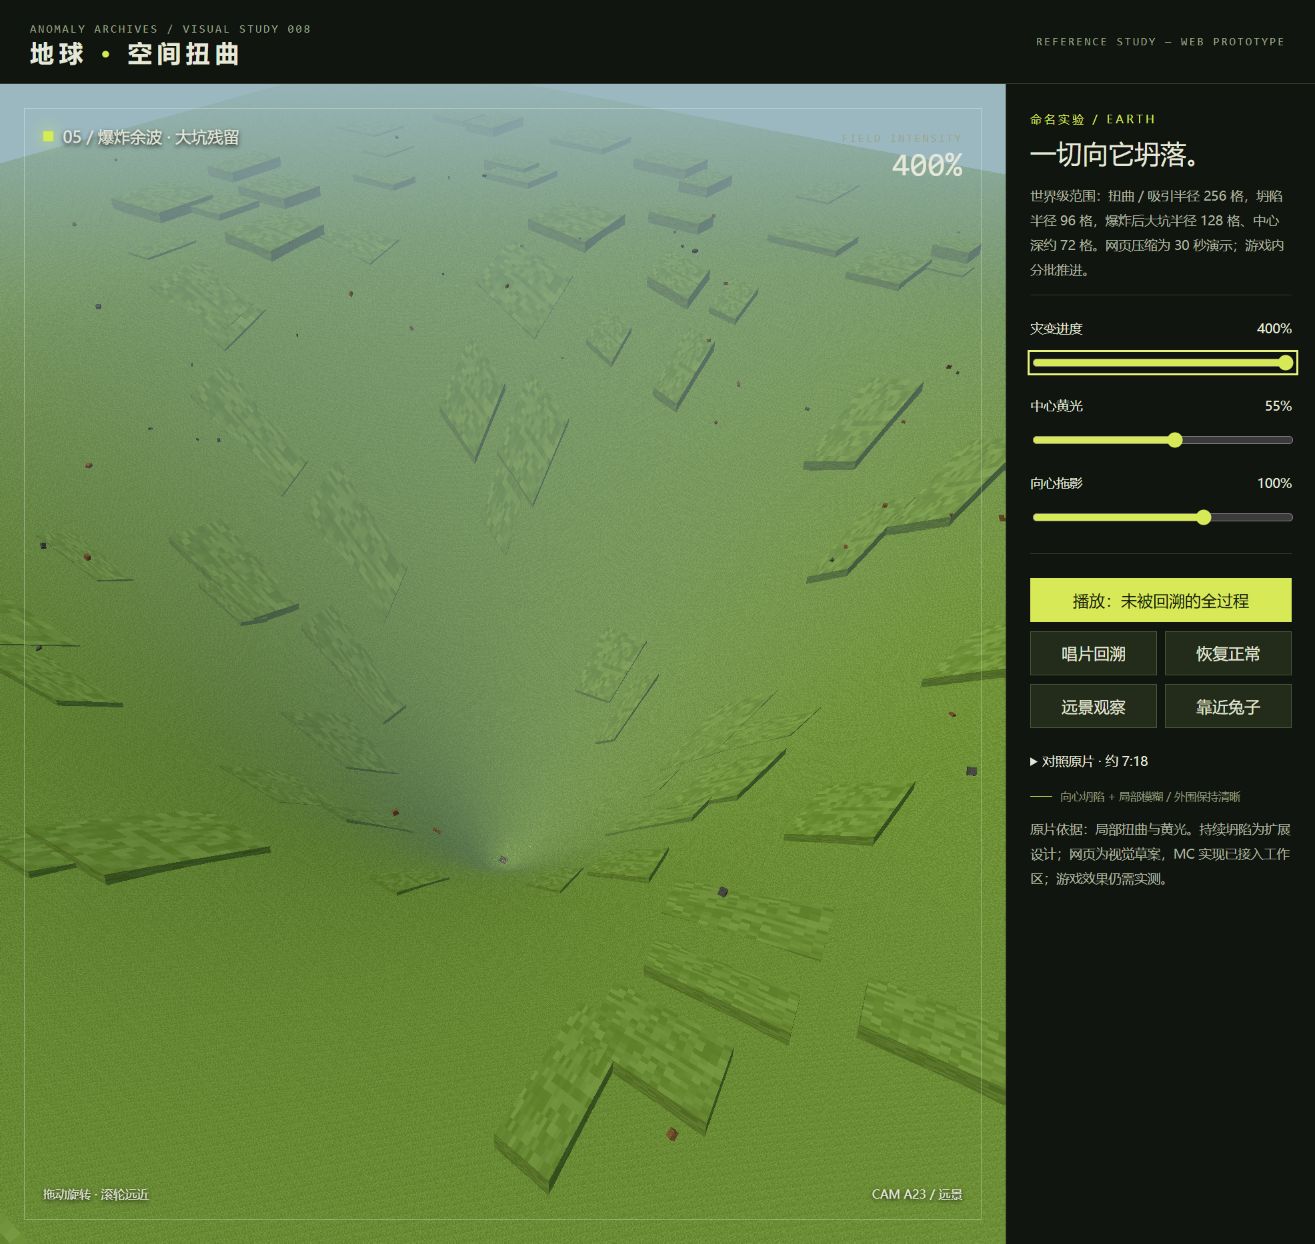 ANOMALY ARCHIVES / VISUAL STUDY 008
地球 · 空间扭曲
REFERENCE STUDY — WEB PROTOTYPE
05 / 爆炸余波 · 大坑残留
FIELD INTENSITY
400%
拖动旋转 · 滚轮远近
CAM A23 / 远景
命名实验 / EARTH
一切向它坍落。
世界级范围：扭曲 / 吸引半径 256 格，坍陷
半径 96 格，爆炸后大坑半径 128 格、中心
深约 72 格。网页压缩为 30 秒演示；游戏内
分批推进。
灾变进度 400%
中心黄光 55%
向心拖影 100%
播放：未被回溯的全过程
唱片回溯 恢复正常
远景观察 靠近兔子
▶ 对照原片 · 约 7:18
向心坍陷 + 局部模糊 / 外围保持清晰
原片依据：局部扭曲与黄光。持续坍陷为扩展
设计；网页为视觉草案，MC 实现已接入工作
区；游戏效果仍需实测。